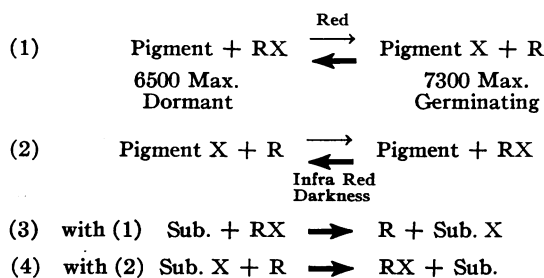 Red
(1) Pigment + RX Pigment X + R
6500 Max. 7300 Max.
Dormant Germinating
(2) Pigment X + R Pigment + RX
Infra Red
Darkness
(3) with (1) Sub. + RX → R + Sub. X
(4) with (2) Sub. X + R → RX + Sub.